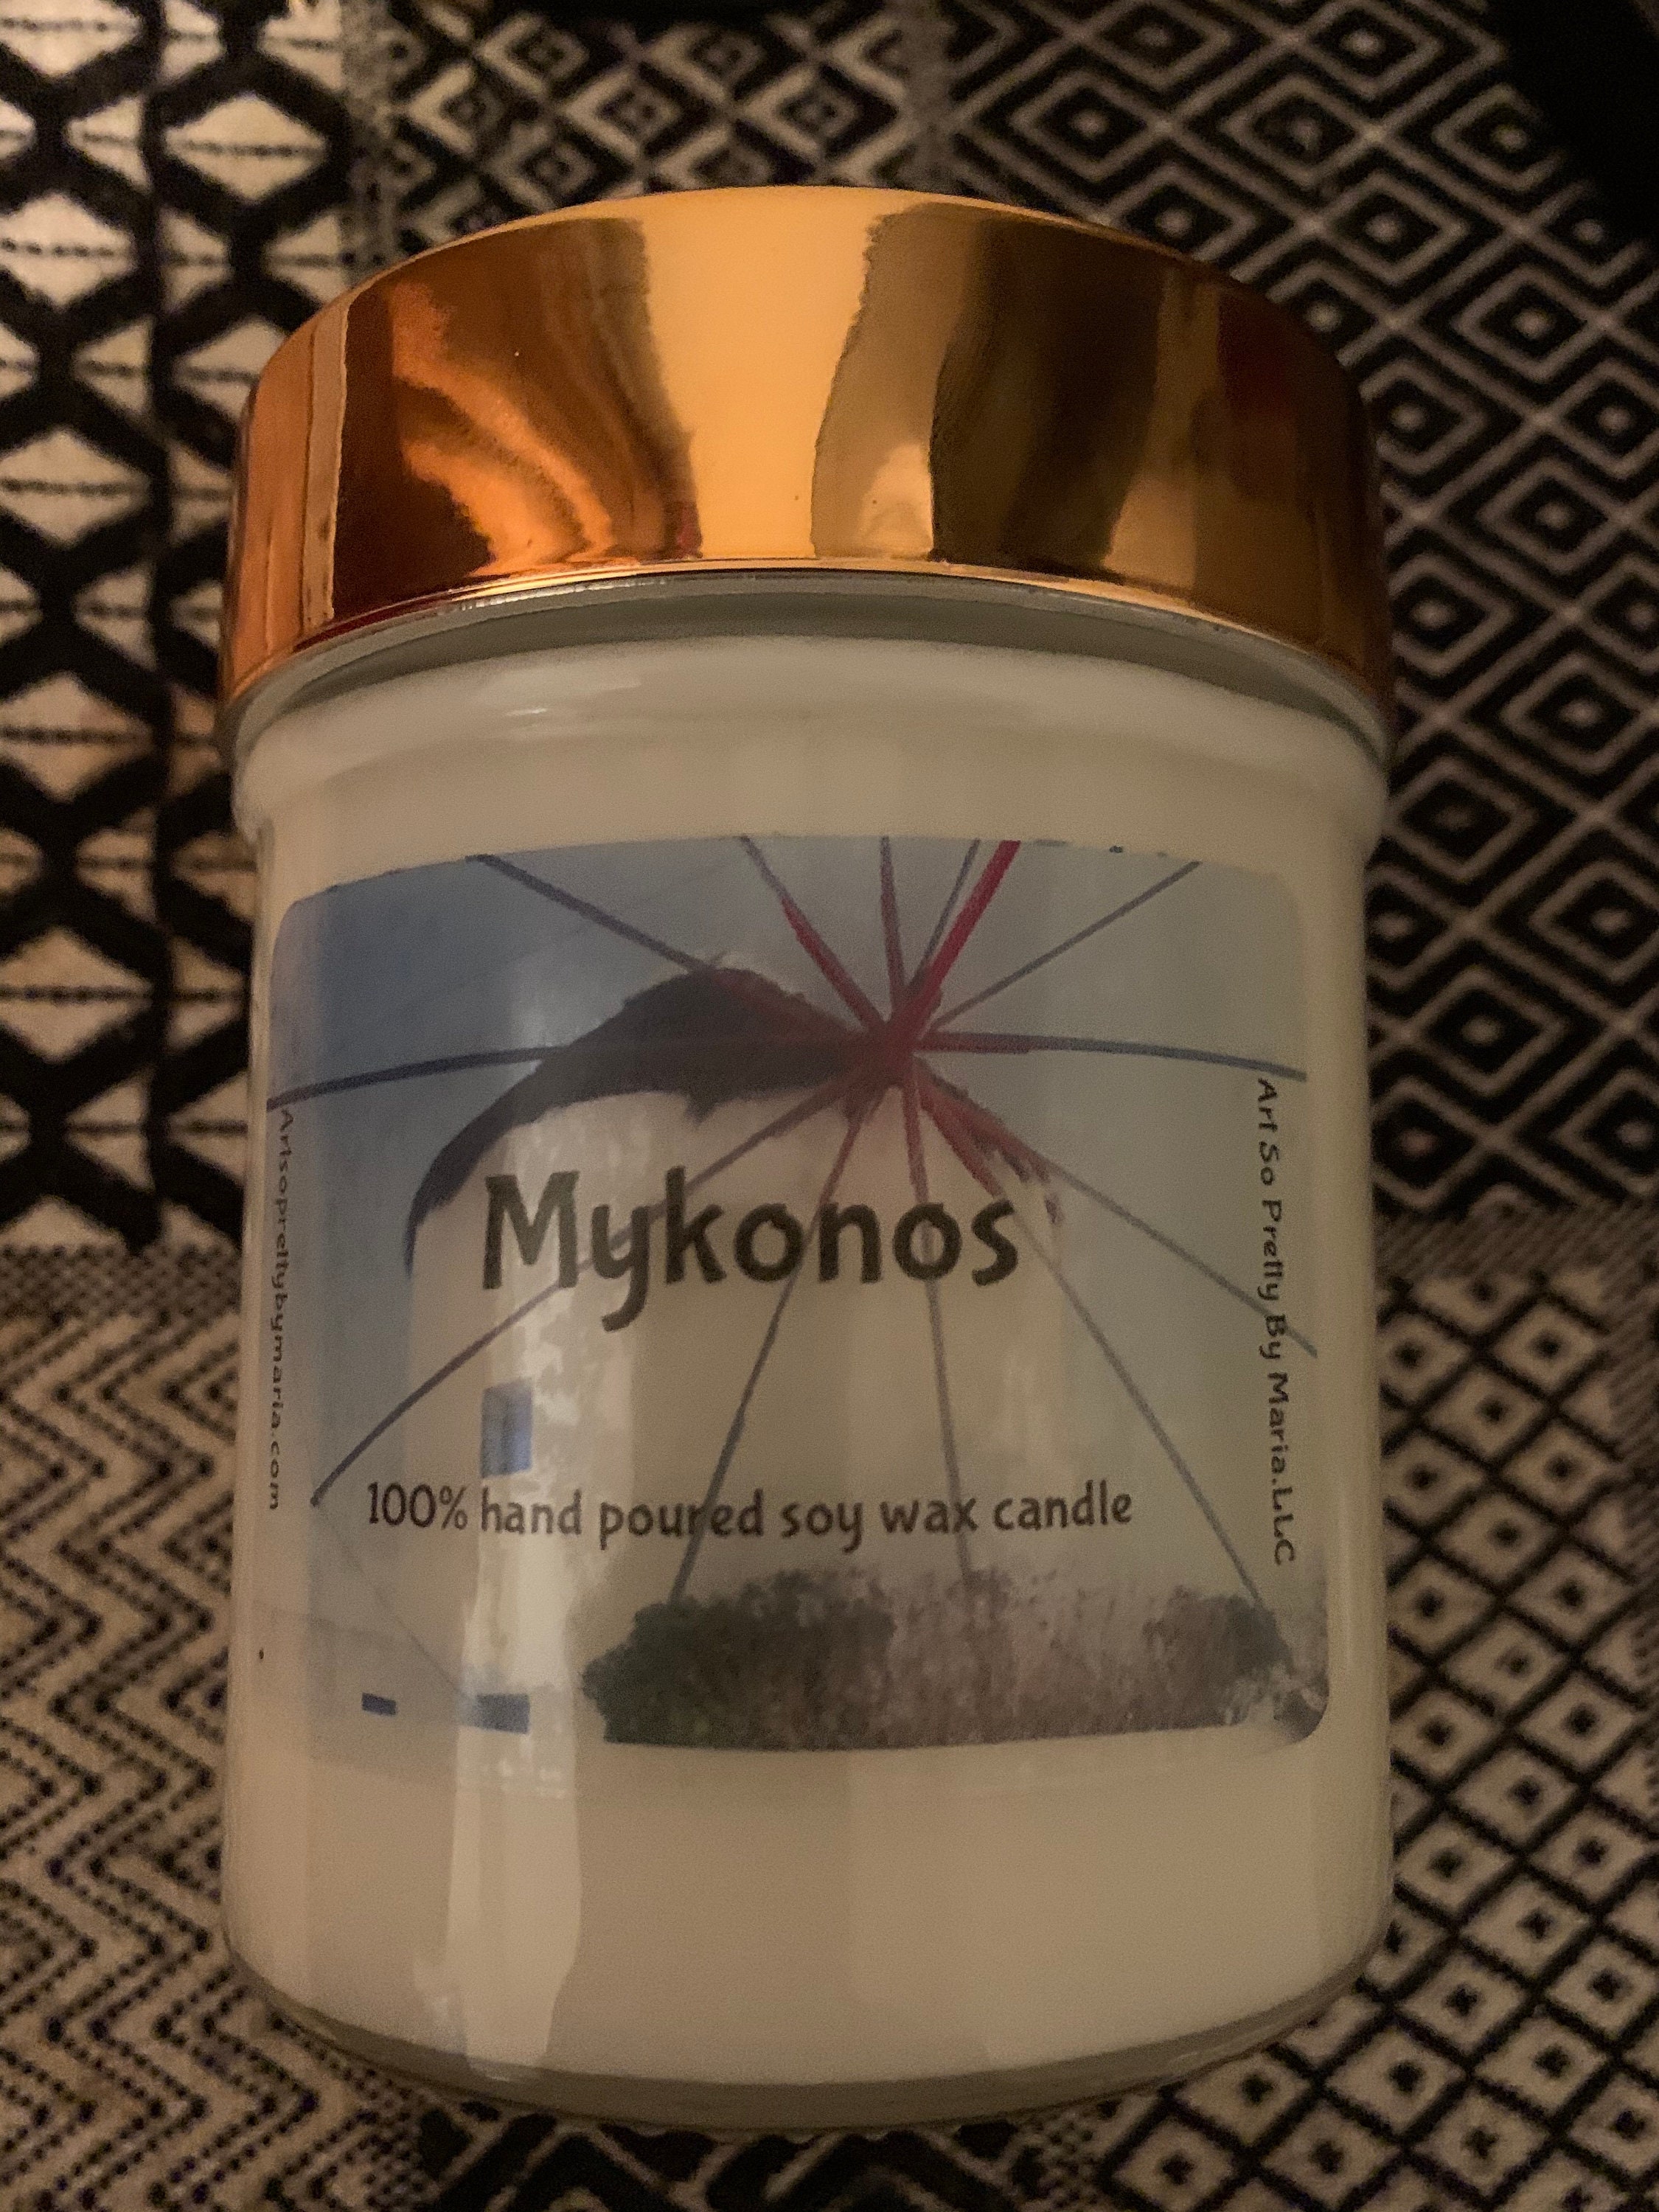 Mykonos
100% hand poured soy wax candle
Artsoprettybymaria.com
Art So Pretty By Maria.LLC